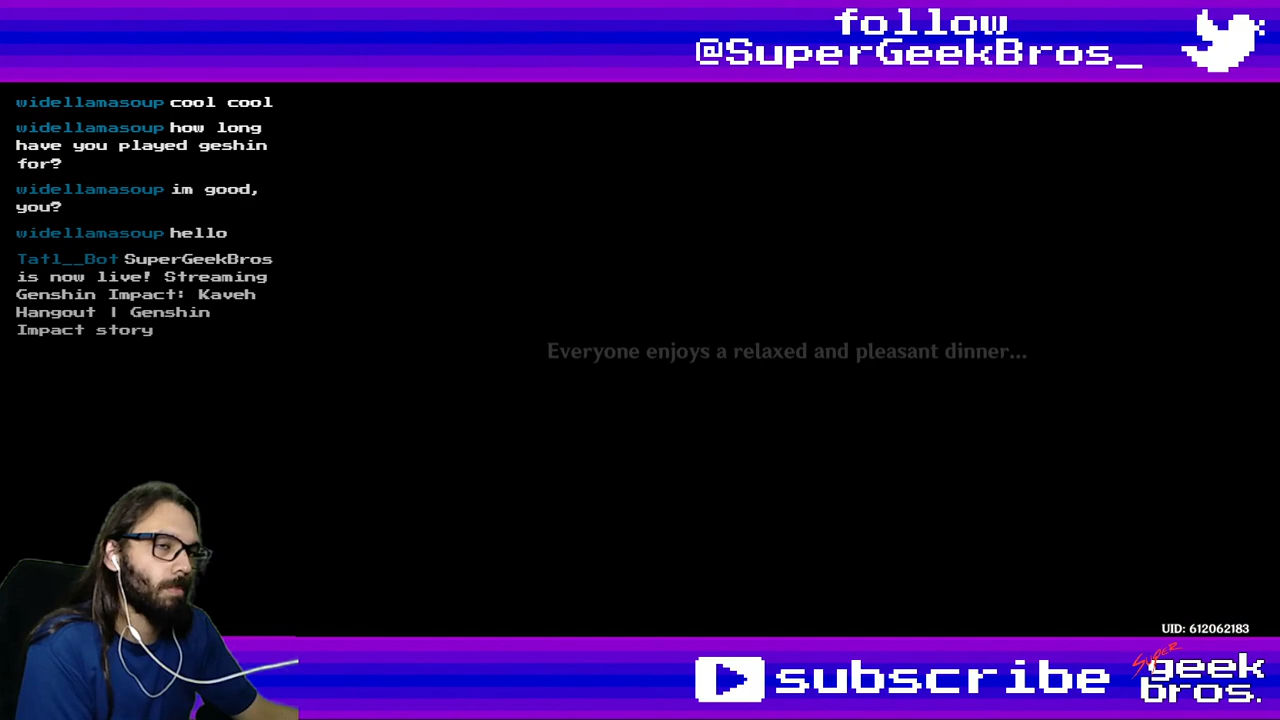 follow
@SuperGeekBros_
widellamasoup cool cool
widellamasoup how long
have you played geshin
for?
widellamasoup im good,
you?
widellamasoup hello
Tatl__Bot SuperGeekBros
is now live! Streaming
Genshin Impact: Kaveh
Hangout | Genshin
Impact story
Everyone enjoys a relaxed and pleasant dinner...
UID: 612062183
subscribe
SUPER
geek
bros.